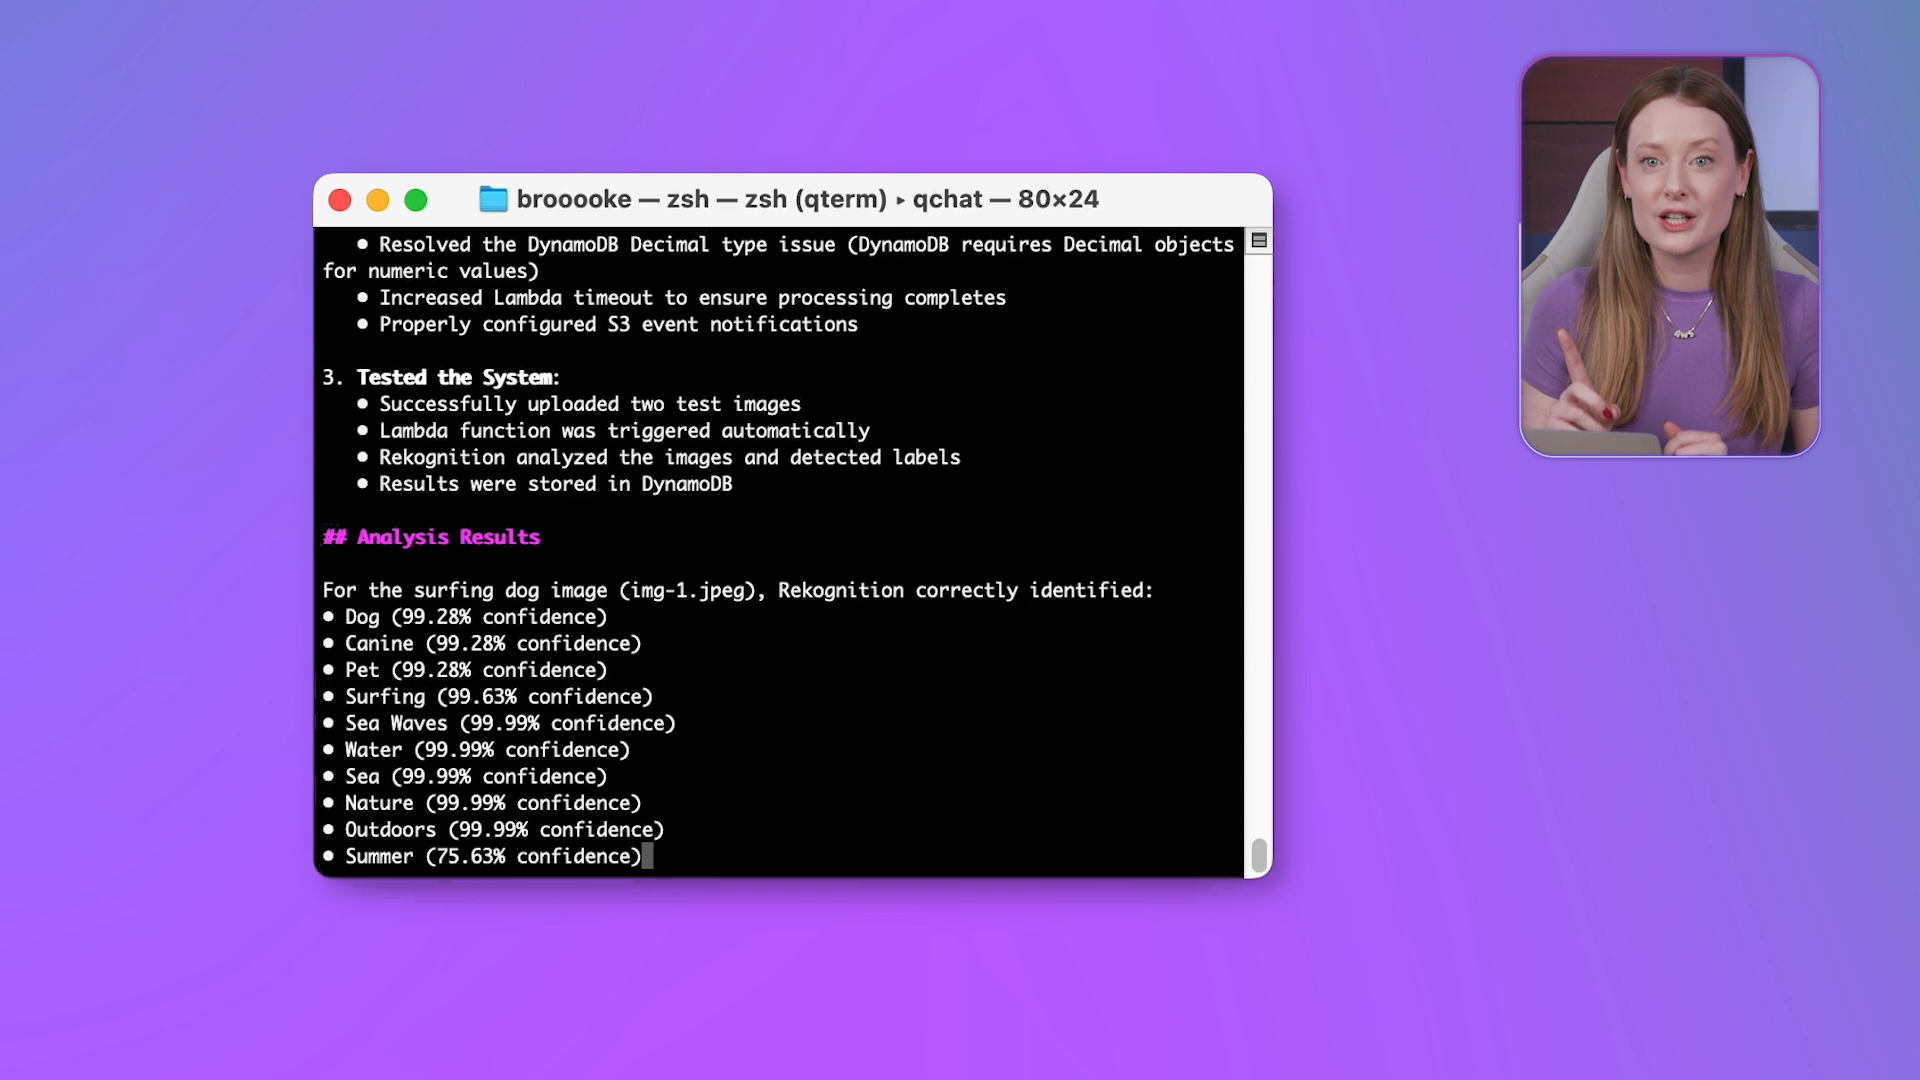 brooooke — zsh — zsh (qterm) ▸ qchat — 80×24
● Resolved the DynamoDB Decimal type issue (DynamoDB requires Decimal objects
for numeric values)
● Increased Lambda timeout to ensure processing completes
● Properly configured S3 event notifications
3. Tested the System:
● Successfully uploaded two test images
● Lambda function was triggered automatically
● Rekognition analyzed the images and detected labels
● Results were stored in DynamoDB
## Analysis Results
For the surfing dog image (img-1.jpeg), Rekognition correctly identified:
● Dog (99.28% confidence)
● Canine (99.28% confidence)
● Pet (99.28% confidence)
● Surfing (99.63% confidence)
● Sea Waves (99.99% confidence)
● Water (99.99% confidence)
● Sea (99.99% confidence)
● Nature (99.99% confidence)
● Outdoors (99.99% confidence)
● Summer (75.63% confidence)